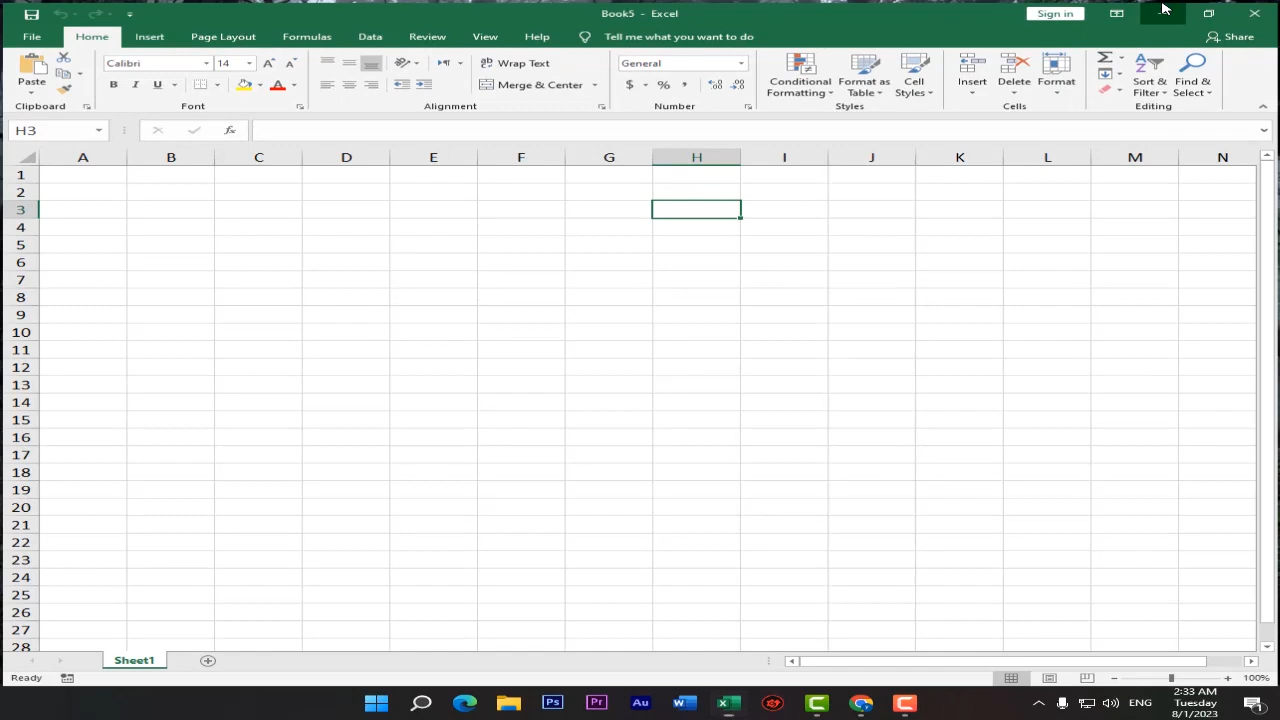 Book5 - Excel
Sign in
File Home Insert Page Layout Formulas Data Review View Help Tell me what you want to do Share
Paste
Clipboard
Calibri 14
B I U
Font
Wrap Text
Merge & Center
Alignment
General
$ % ,
Number
Conditional Formatting
Format as Table
Cell Styles
Styles
Insert
Delete
Format
Cells
Sort & Filter
Find & Select
Editing
H3
fx
A B C D E F G H I J K L M N
1
2
3
4
5
6
7
8
9
10
11
12
13
14
15
16
17
18
19
20
21
22
23
24
25
26
27
28
Sheet1
Ready
100%
Ps Pr Au
ENG
2:33 AM
Tuesday
8/1/2023